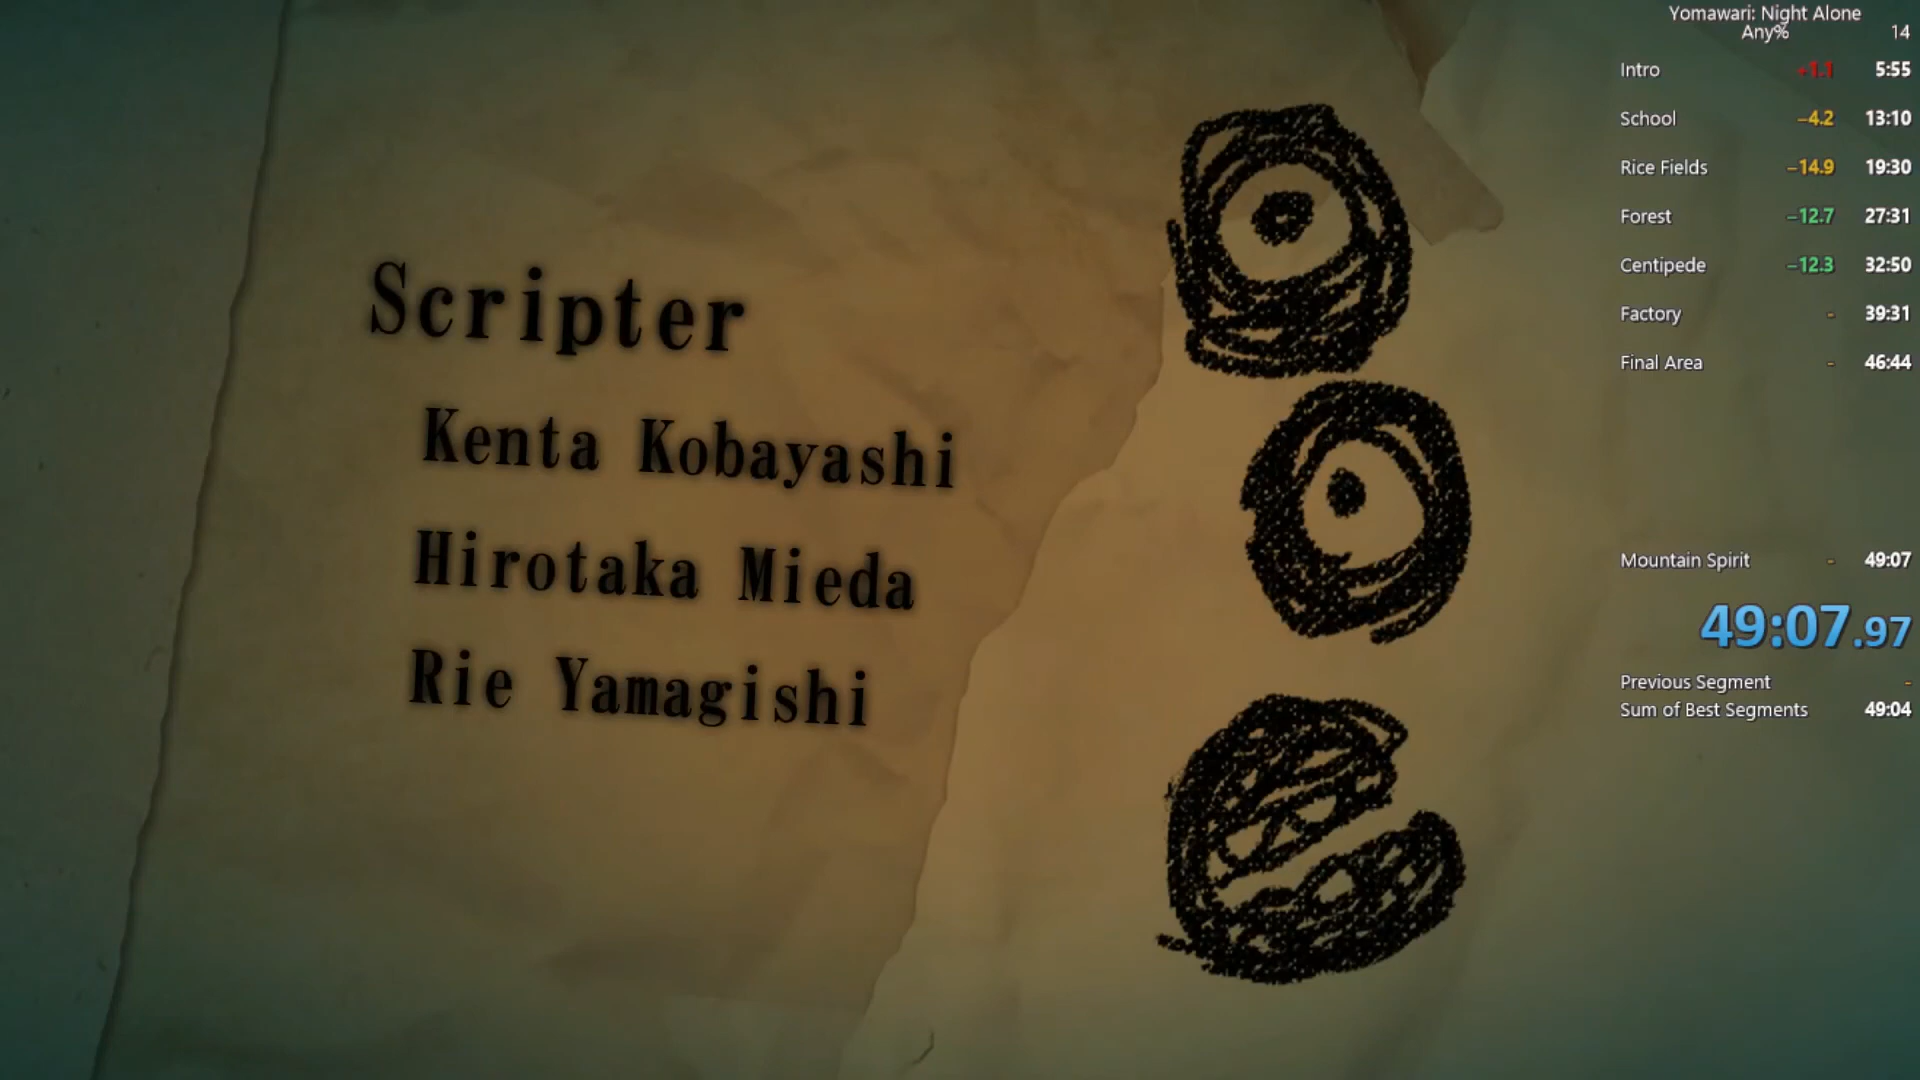 Scripter
Kenta Kobayashi
Hirotaka Mieda
Rie Yamagishi
Yomawari: Night Alone
Any% 14
Intro +1.1 5:55
School −4.2 13:10
Rice Fields −14.9 19:30
Forest −12.7 27:31
Centipede −12.3 32:50
Factory - 39:31
Final Area - 46:44
Mountain Spirit - 49:07
49:07.97
Previous Segment -
Sum of Best Segments 49:04